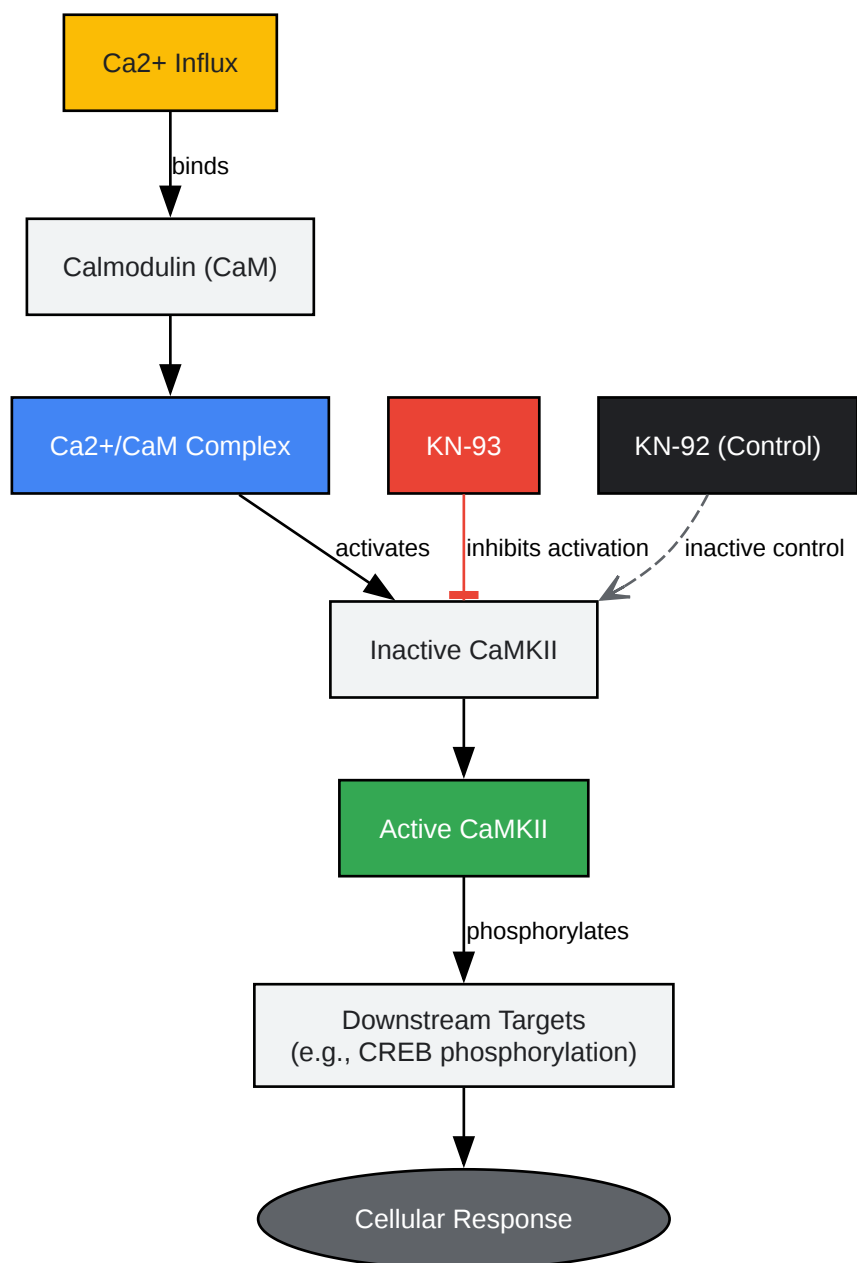 Ca2+ Influx
binds
Calmodulin (CaM)
Ca2+/CaM Complex
KN-93
KN-92 (Control)
activates
inhibits activation
inactive control
Inactive CaMKII
Active CaMKII
phosphorylates
Downstream Targets
(e.g., CREB phosphorylation)
Cellular Response